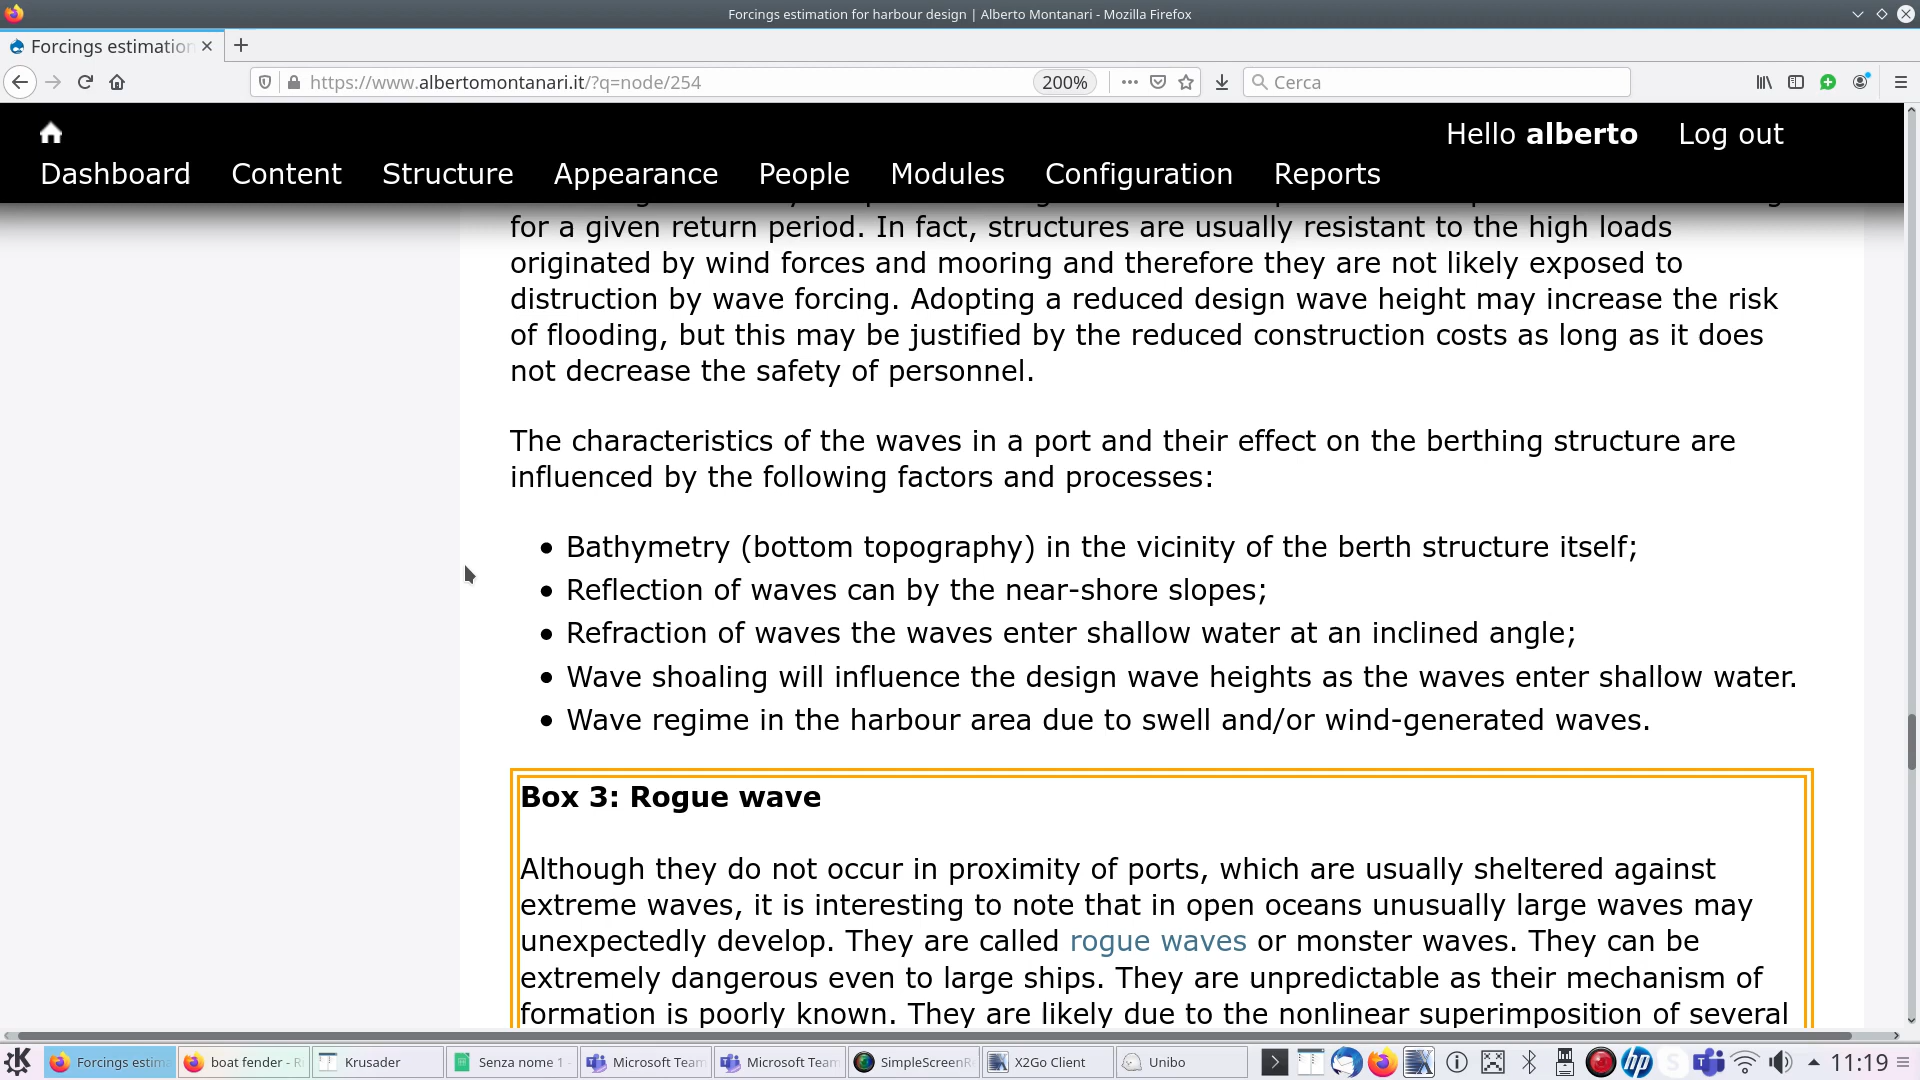 Forcings estimation for harbour design | Alberto Montanari - Mozilla Firefox
Forcings estimation
https://www.albertomontanari.it/?q=node/254
200%
Cerca
Hello alberto Log out
Dashboard Content Structure Appearance People Modules Configuration Reports
for a given return period. In fact, structures are usually resistant to the high loads
originated by wind forces and mooring and therefore they are not likely exposed to
distruction by wave forcing. Adopting a reduced design wave height may increase the risk
of flooding, but this may be justified by the reduced construction costs as long as it does
not decrease the safety of personnel.
The characteristics of the waves in a port and their effect on the berthing structure are
influenced by the following factors and processes:
• Bathymetry (bottom topography) in the vicinity of the berth structure itself;
• Reflection of waves can by the near-shore slopes;
• Refraction of waves the waves enter shallow water at an inclined angle;
• Wave shoaling will influence the design wave heights as the waves enter shallow water.
• Wave regime in the harbour area due to swell and/or wind-generated waves.
Box 3: Rogue wave
Although they do not occur in proximity of ports, which are usually sheltered against
extreme waves, it is interesting to note that in open oceans unusually large waves may
unexpectedly develop. They are called rogue waves or monster waves. They can be
extremely dangerous even to large ships. They are unpredictable as their mechanism of
formation is poorly known. They are likely due to the nonlinear superimposition of several
Forcings estima boat fender - Ri Krusader Senza nome 1 - Microsoft Team Microsoft Team SimpleScreenRe X2Go Client Unibo 11:19